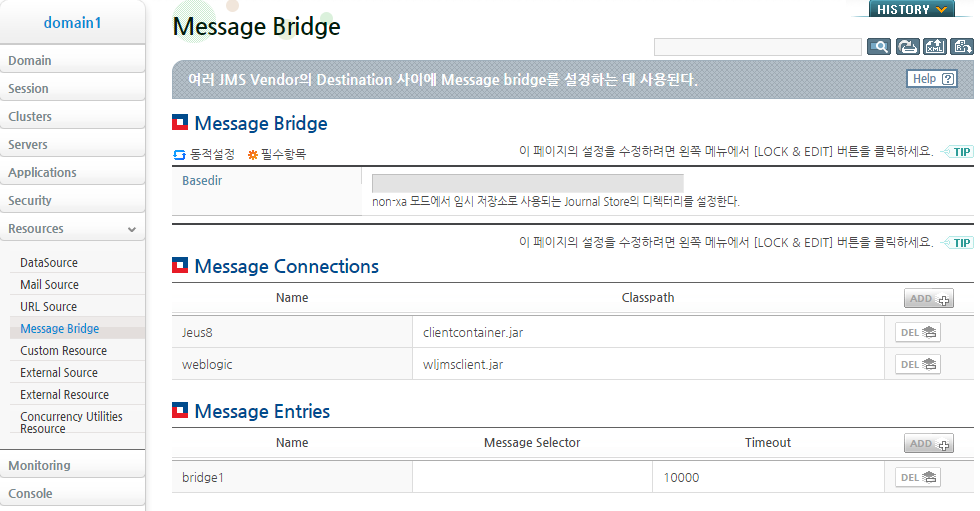 domain1
Domain
Session
Clusters
Servers
Applications
Security
Resources
DataSource
Mail Source
URL Source
Message Bridge
Custom Resource
External Source
External Resource
Concurrency Utilities
Resource
Monitoring
Console
Message Bridge
HISTORY
XML
여러 JMS Vendor의 Destination 사이에 Message bridge를 설정하는 데 사용된다.
Help ?
Message Bridge
동적설정 필수항목
이 페이지의 설정을 수정하려면 왼쪽 메뉴에서 [LOCK & EDIT] 버튼을 클릭하세요. TIP
Basedir
non-xa 모드에서 임시 저장소로 사용되는 Journal Store의 디렉터리를 설정한다.
이 페이지의 설정을 수정하려면 왼쪽 메뉴에서 [LOCK & EDIT] 버튼을 클릭하세요. TIP
Message Connections
Name Classpath ADD
Jeus8 clientcontainer.jar DEL
weblogic wljmsclient.jar DEL
Message Entries
Name Message Selector Timeout ADD
bridge1 10000 DEL